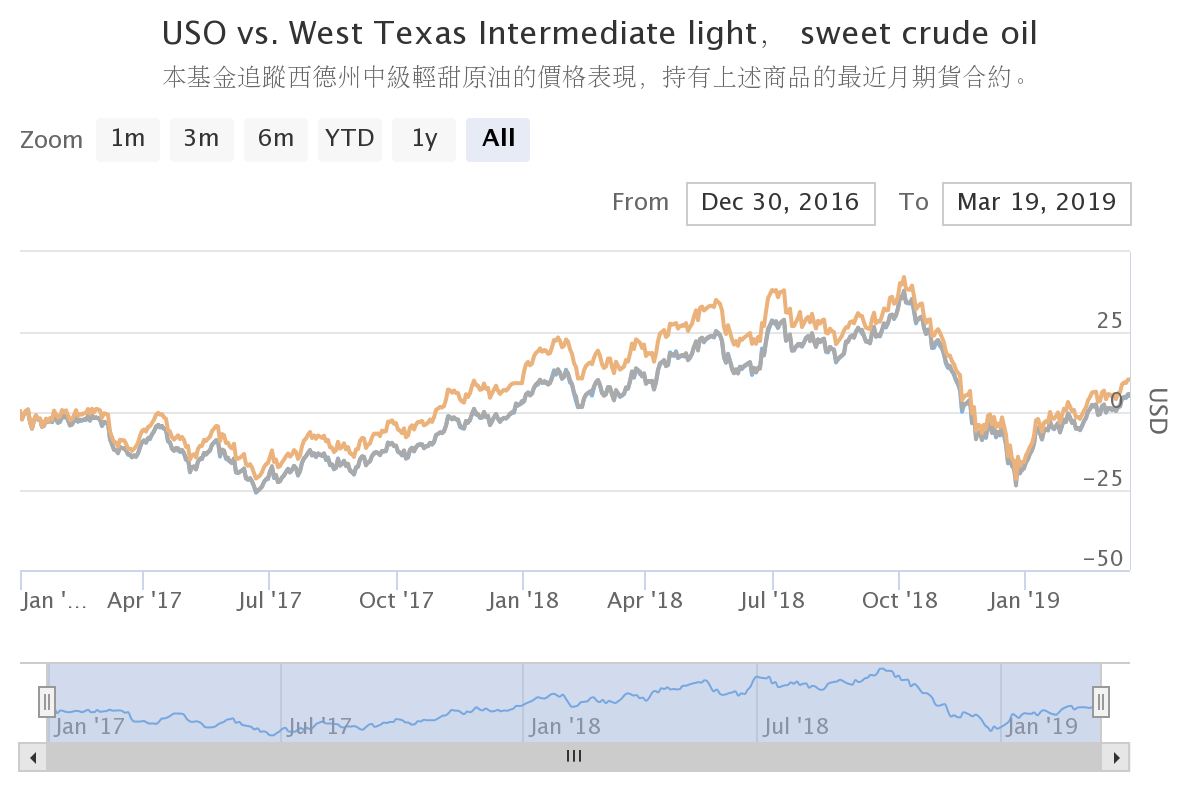 USO vs. West Texas Intermediate light， sweet crude oil
本基金追蹤西德州中級輕甜原油的價格表現，持有上述商品的最近月期貨合約。
Zoom 1m 3m 6m YTD 1y All
From Dec 30, 2016 To Mar 19, 2019
25
0
−25
−50
USD
Jan '... Apr '17 Jul '17 Oct '17 Jan '18 Apr '18 Jul '18 Oct '18 Jan '19
Jan '17 Jul '17 Jan '18 Jul '18 Jan '19